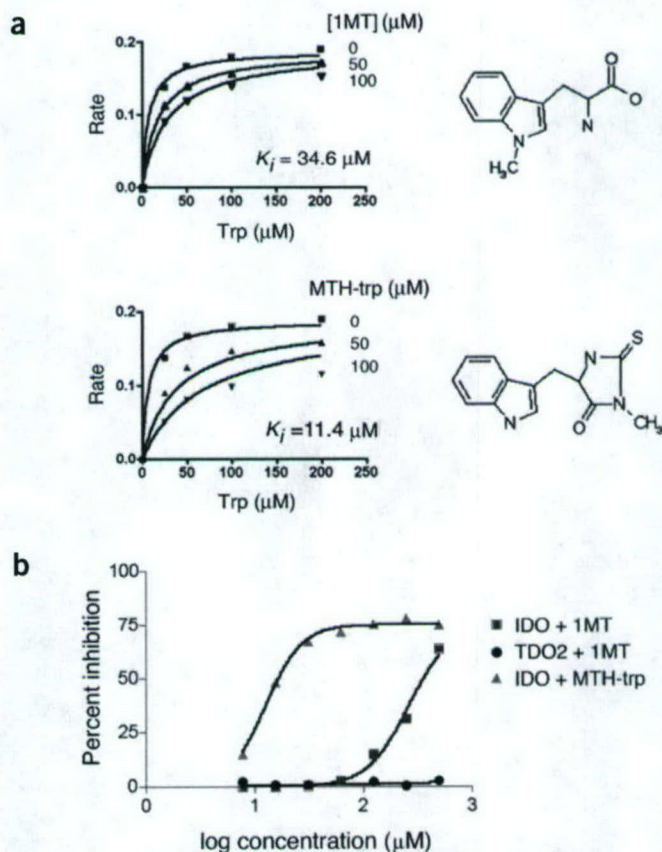 a
[1MT] (µM)
0.2
0.1
0.0
Rate
0
50
100
Ki = 34.6 µM
0 50 100 150 200 250
Trp (µM)
O
O
N
N
H3C
MTH-trp (µM)
0.2
0.1
0.0
Rate
0
50
100
Ki =11.4 µM
0 50 100 150 200 250
Trp (µM)
N
S
N
O
N
CH3
b
100
75
50
25
0
Percent inhibition
0 1 2 3
log concentration (µM)
IDO + 1MT
TDO2 + 1MT
IDO + MTH-trp